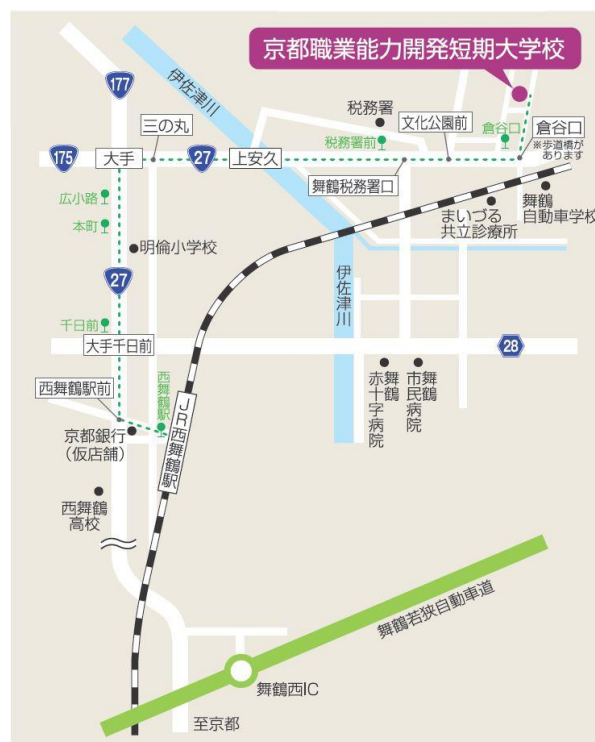 京都職業能力開発短期大学校
177
伊佐津川
税務署
三の丸
文化公園前
倉谷口
倉谷口
※歩道橋が
あります
税務署前
175
大手
27
上安久
舞鶴税務署口
広小路
本町
明倫小学校
まいづる
共立診療所
舞鶴
自動車学校
27
伊佐津川
千日前
大手千日前
28
西舞鶴駅前
西舞鶴駅
JR西舞鶴駅
舞鶴
赤十字病院
舞鶴
市民病院
京都銀行
(仮店舗)
西舞鶴
高校
舞鶴若狭自動車道
舞鶴西IC
至京都